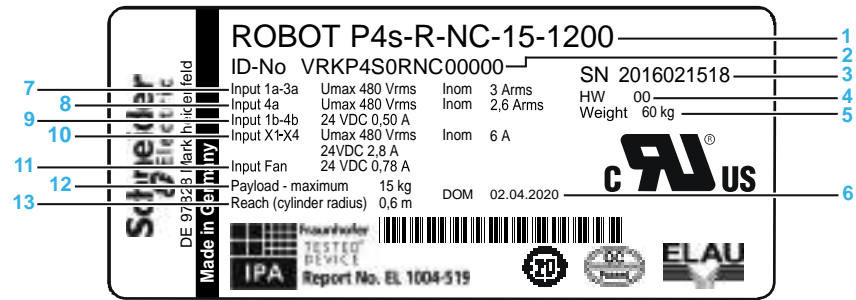 ROBOT P4s-R-NC-15-1200
1
ID-No VRKP4S0RNC00000
2
SN 2016021518
3
7
Input 1a-3a Umax 480 Vrms Inom 3 Arms
HW 00
4
8
Input 4a Umax 480 Vrms Inom 2,6 Arms
Weight 60 kg
5
9
Input 1b-4b 24 VDC 0,50 A
10
Input X1-X4 Umax 480 Vrms Inom 6 A
24VDC 2,8 A
11
Input Fan 24 VDC 0,78 A
12
Payload - maximum 15 kg
13
Reach (cylinder radius) 0,6 m
DOM 02.04.2020
6
C RU ® US
Schneider
Electric
DE 97828 Marktheidenfeld
Made in Germany
Fraunhofer
TESTED®
DEVICE
IPA
Report No. EL 1004-519
QC
Passed
ELAU